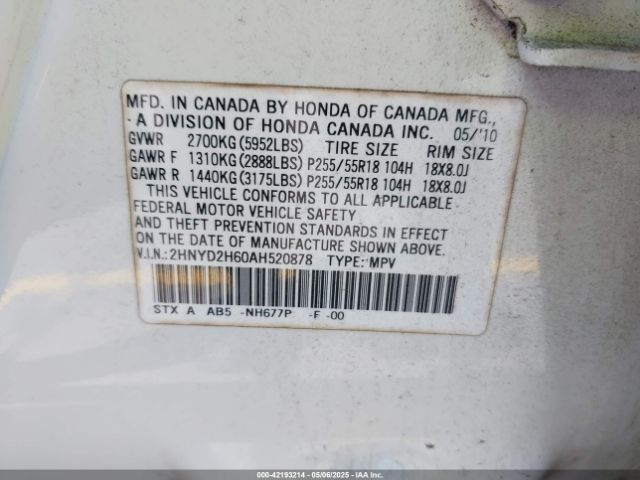 MFD. IN CANADA BY HONDA OF CANADA MFG.,
A DIVISION OF HONDA CANADA INC. 05/'10
GVWR 2700KG(5952LBS) TIRE SIZE RIM SIZE
GAWR F 1310KG(2888LBS) P255/55R18 104H 18X8.0J
GAWR R 1440KG(3175LBS) P255/55R18 104H 18X8.0J
THIS VEHICLE CONFORMS TO ALL APPLICABLE
FEDERAL MOTOR VEHICLE SAFETY
AND THEFT PREVENTION STANDARDS IN EFFECT
ON THE DATE OF MANUFACTURE SHOWN ABOVE.
V.I.N.: 2HNYD2H60AH520878 TYPE: MPV
STX A AB5 -NH677P -F -00
000-42193214 - 05/06/2025 - IAA Inc.